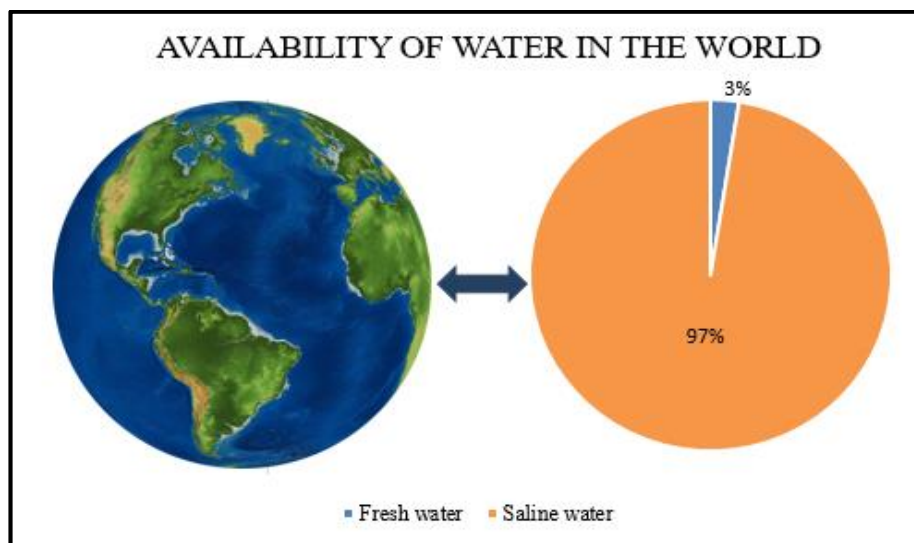 AVAILABILITY OF WATER IN THE WORLD
3%
97%
Fresh water Saline water